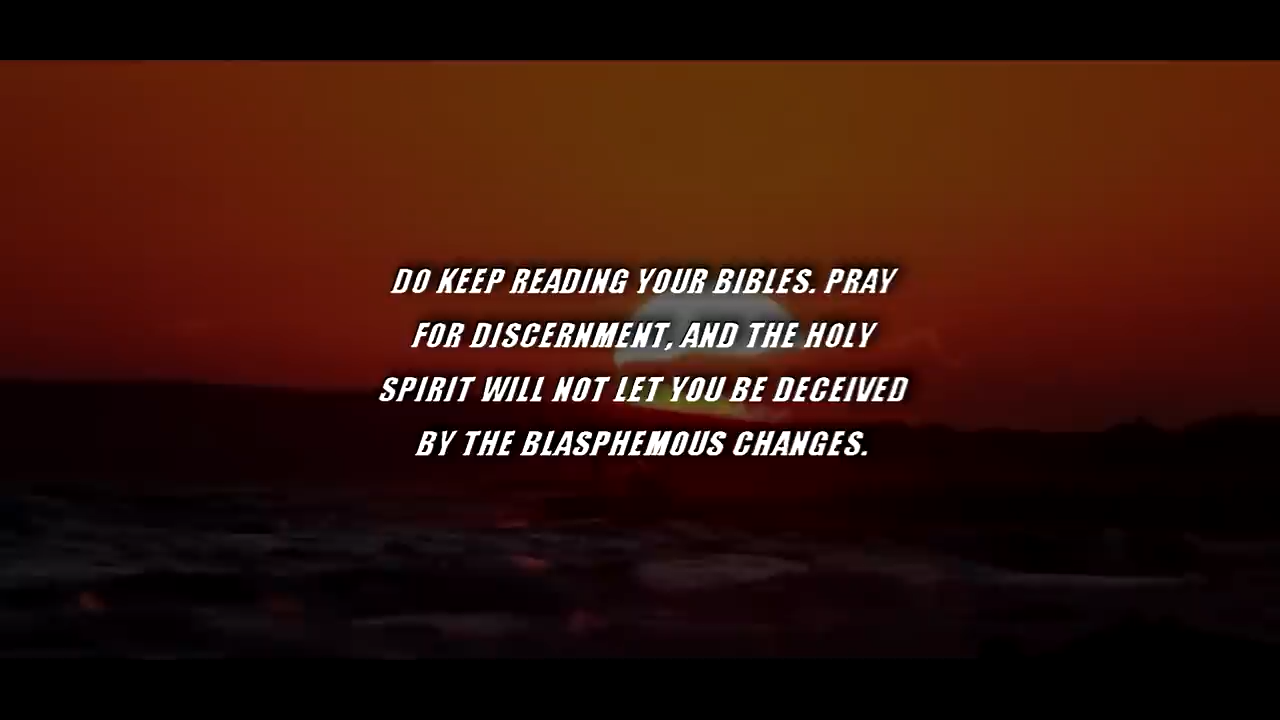 DO KEEP READING YOUR BIBLES. PRAY
FOR DISCERNMENT, AND THE HOLY
SPIRIT WILL NOT LET YOU BE DECEIVED
BY THE BLASPHEMOUS CHANGES.